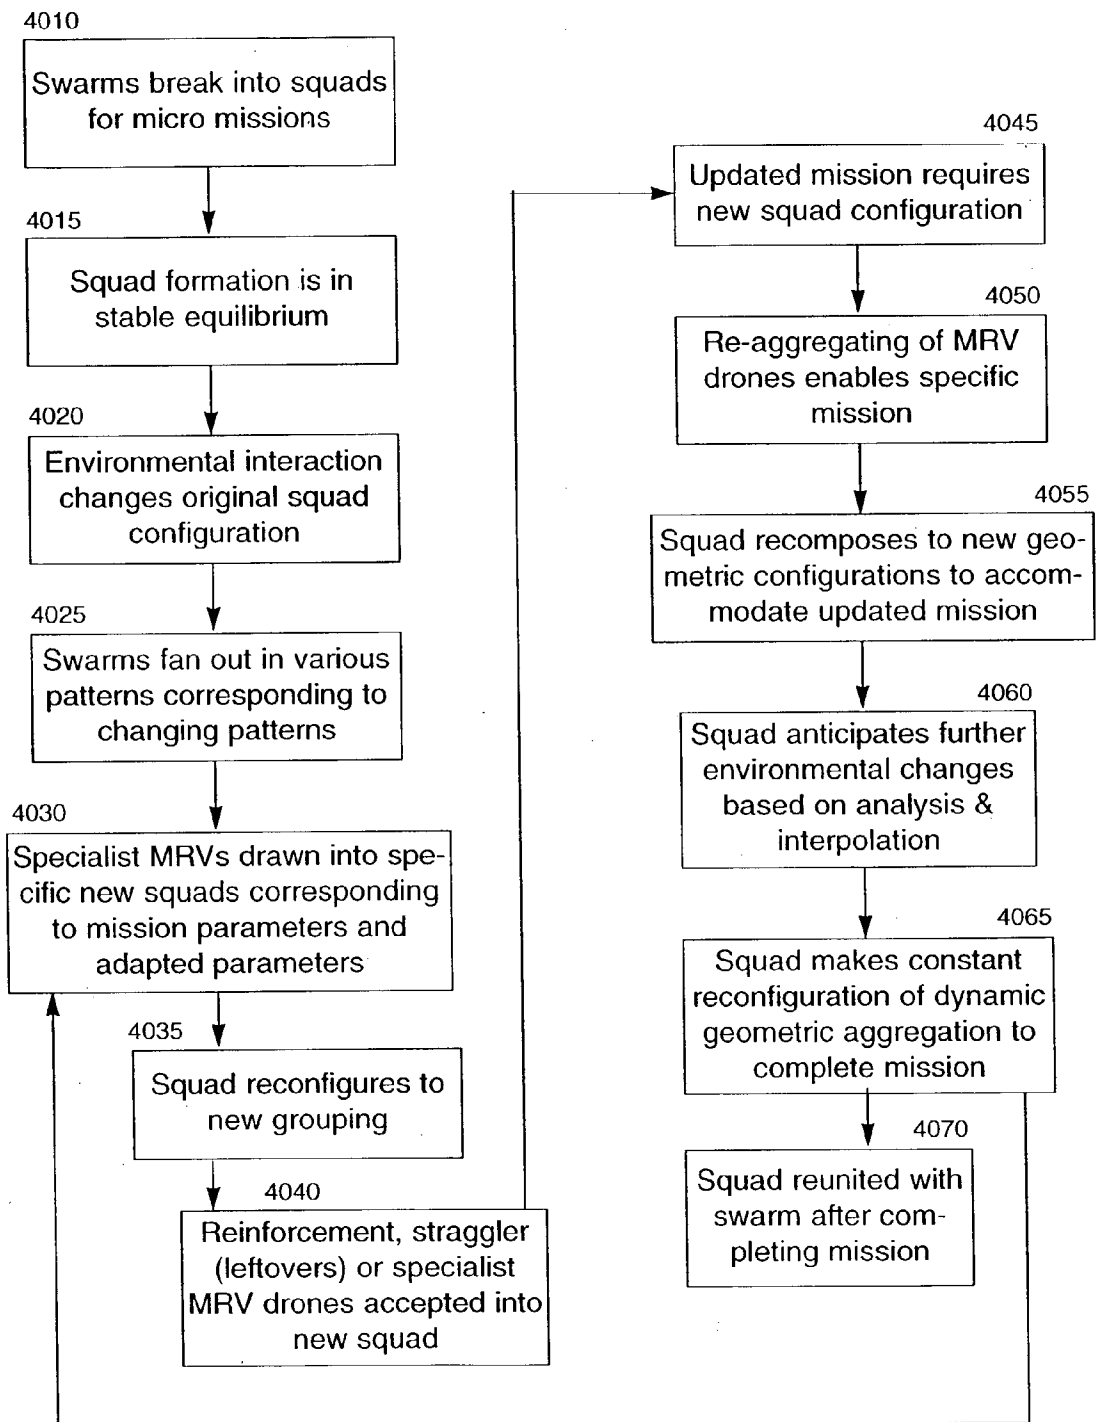 4010
Swarms break into squads
for micro missions
4015
Squad formation is in
stable equilibrium
4020
Environmental interaction
changes original squad
configuration
4025
Swarms fan out in various
patterns corresponding to
changing patterns
4030
Specialist MRVs drawn into spe-
cific new squads corresponding
to mission parameters and
adapted parameters
4035
Squad reconfigures to
new grouping
4040
Reinforcement, straggler
(leftovers) or specialist
MRV drones accepted into
new squad
4045
Updated mission requires
new squad configuration
4050
Re-aggregating of MRV
drones enables specific
mission
4055
Squad recomposes to new geo-
metric configurations to accom-
modate updated mission
4060
Squad anticipates further
environmental changes
based on analysis &
interpolation
4065
Squad makes constant
reconfiguration of dynamic
geometric aggregation to
complete mission
4070
Squad reunited with
swarm after com-
pleting mission